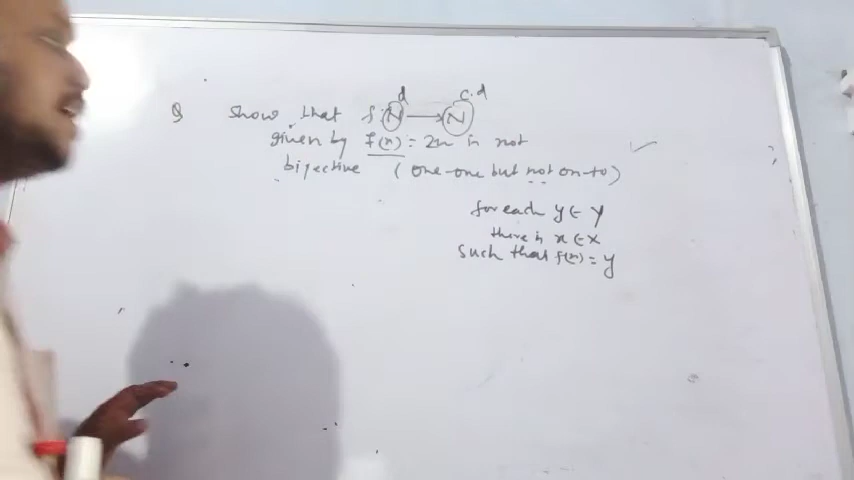 d c.d
Q Show that f: N → N
given by f(x) = 2x is not
bijective (one-one but not on-to)
for each y ∈ Y
there is x ∈ X
Such that f(x) = y